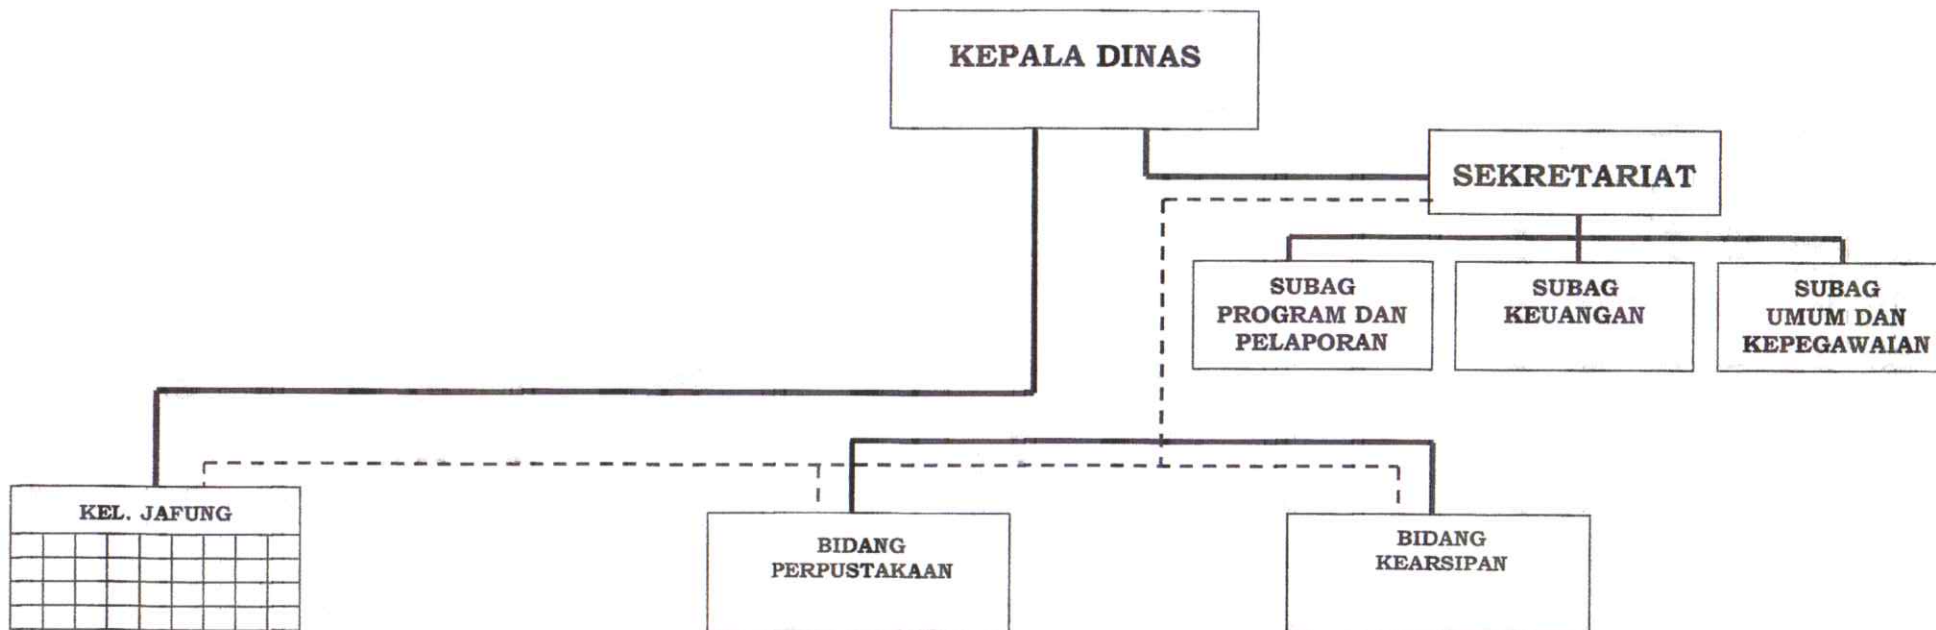 KEPALA DINAS
SEKRETARIAT
SUBAG
PROGRAM DAN
PELAPORAN
SUBAG
KEUANGAN
SUBAG
UMUM DAN
KEPEGAWAIAN
KEL. JAFUNG
BIDANG
PERPUSTAKAAN
BIDANG
KEARSIPAN